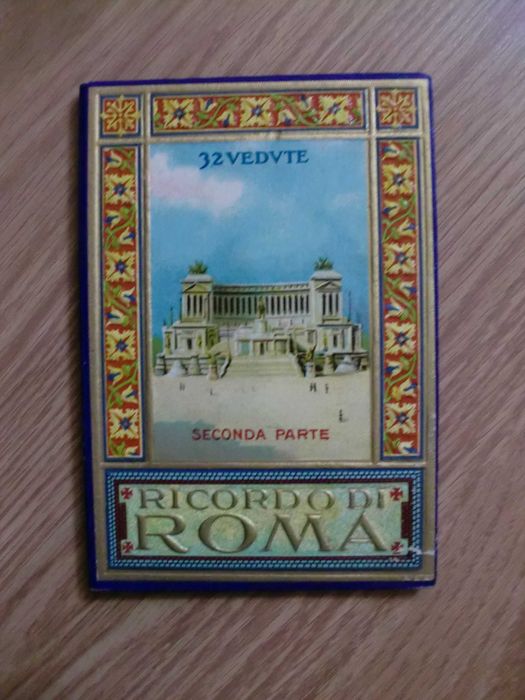 32 VEDVTE
SECONDA PARTE
RICORDO DI
ROMA